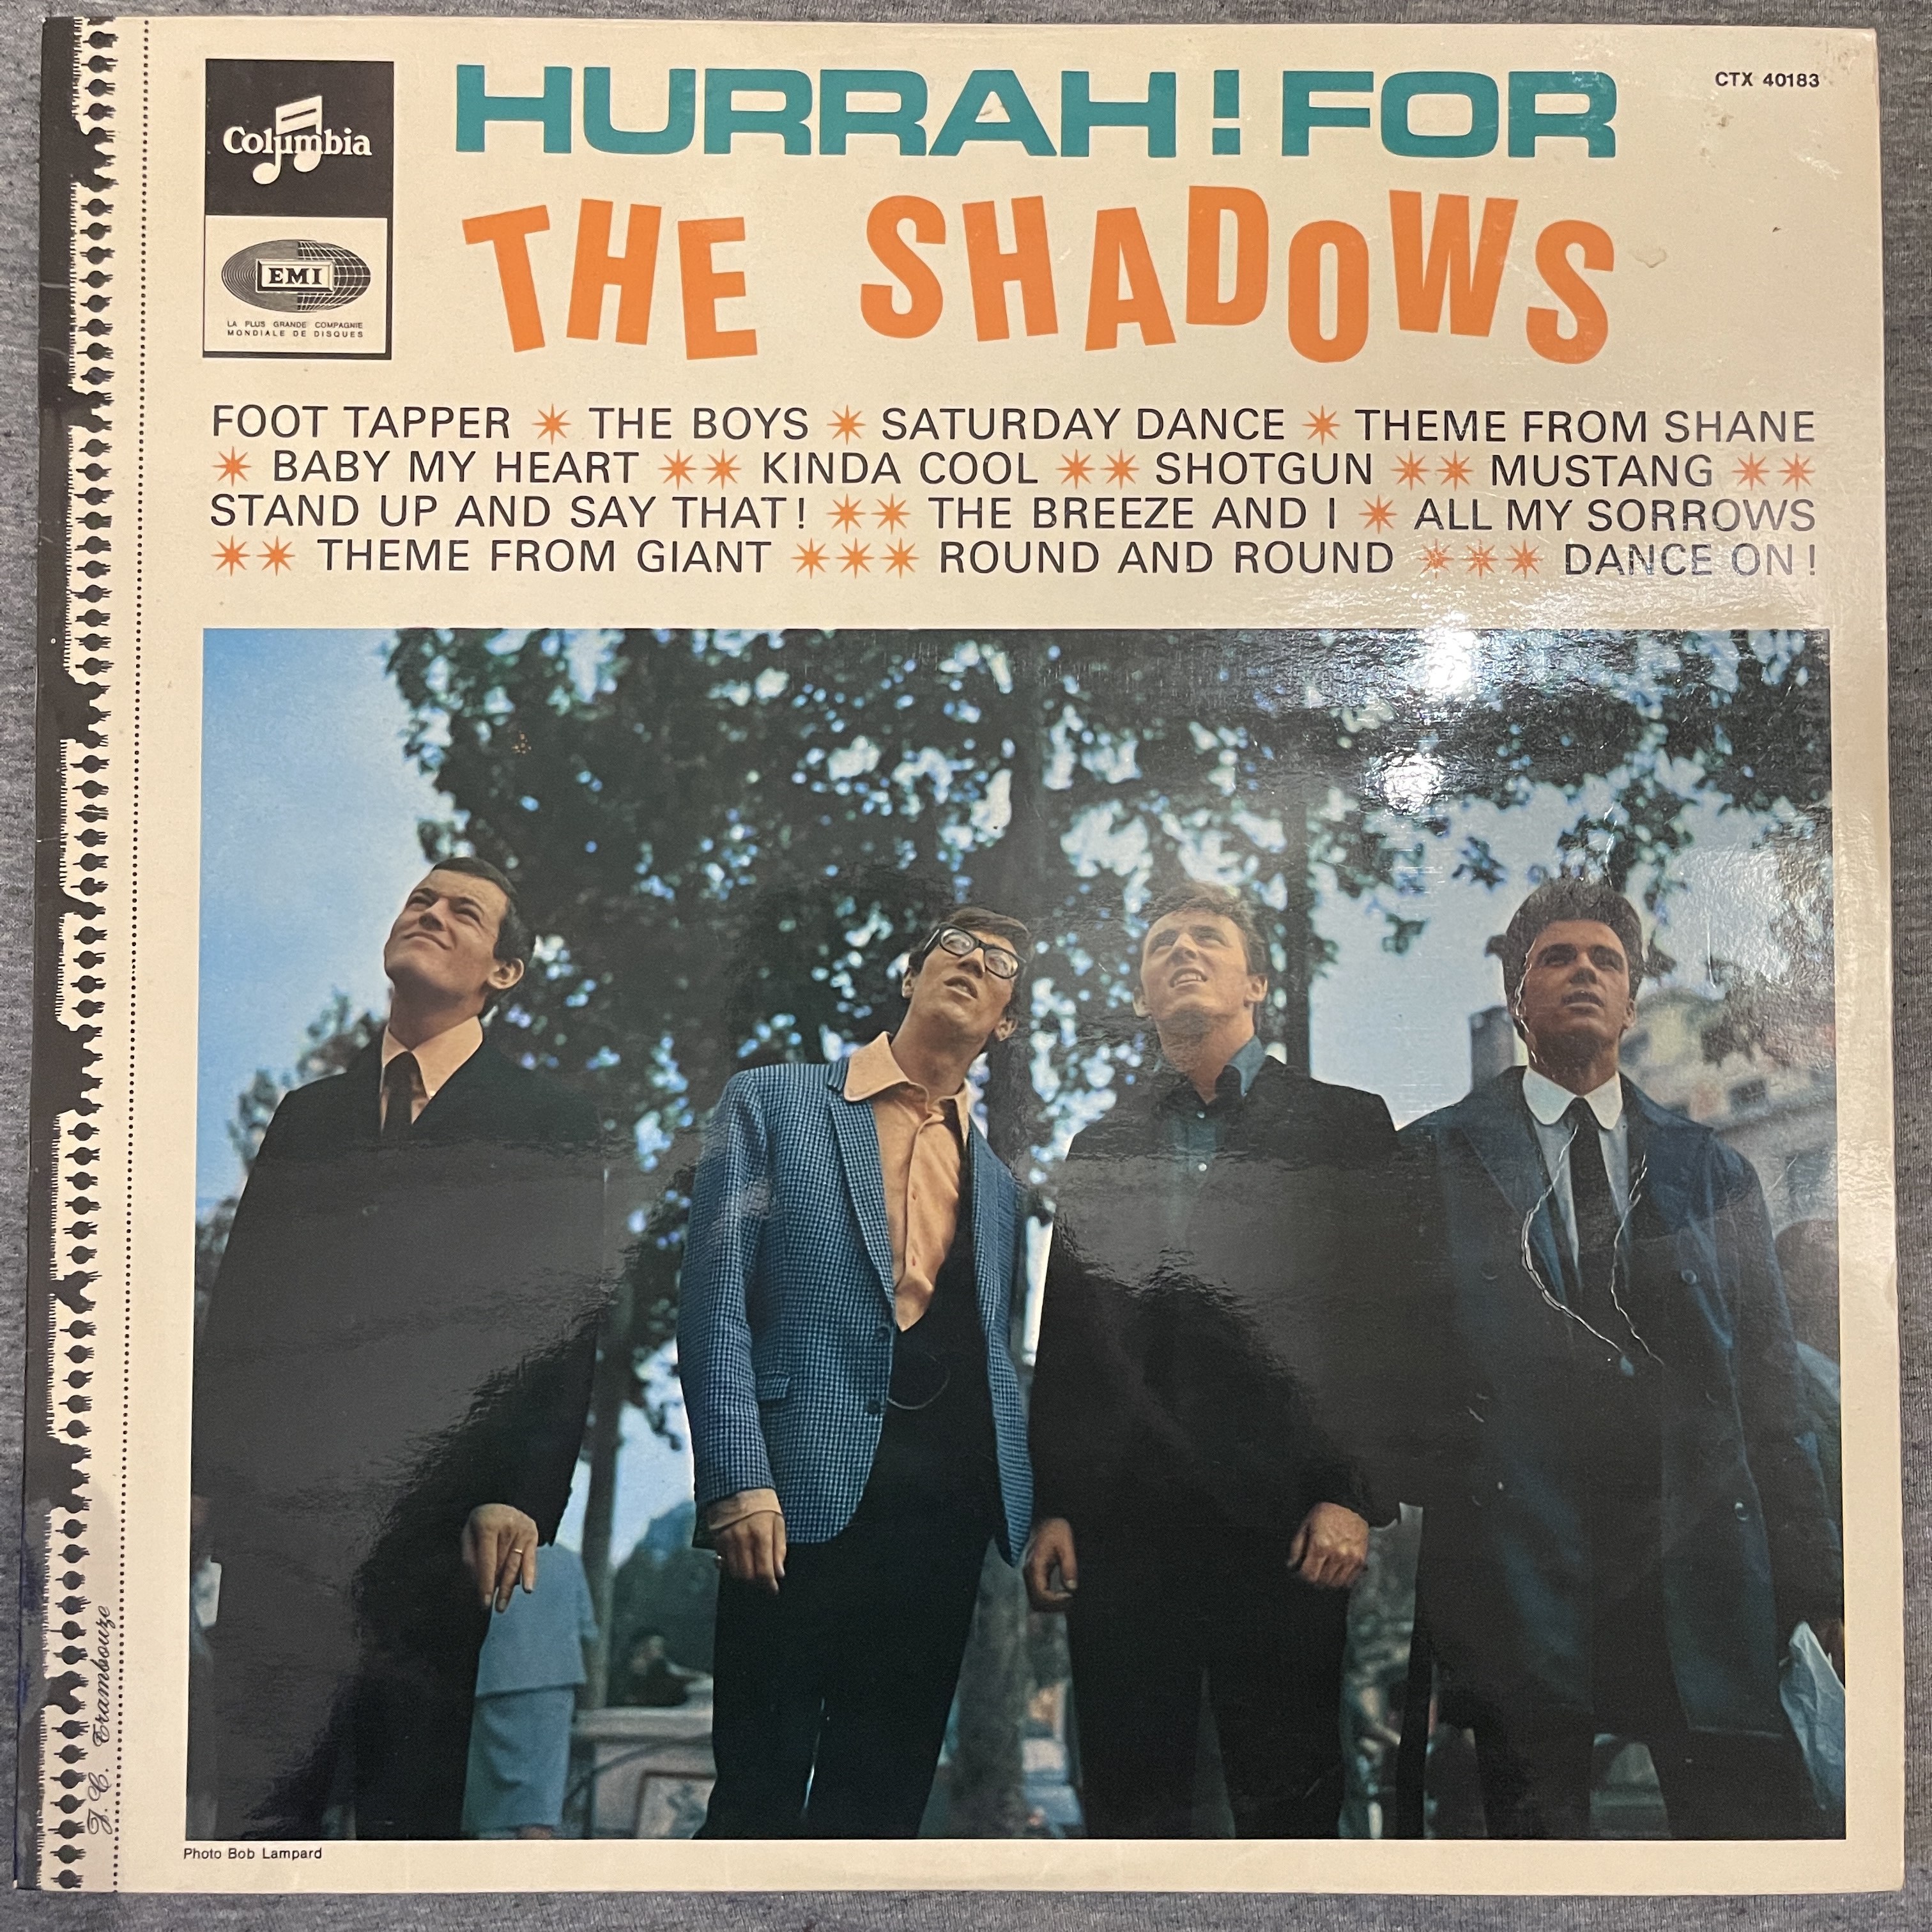 Columbia
EMI
LA PLUS GRANDE COMPAGNIE
MONDIALE DE DISQUES
HURRAH! FOR
THE SHADOWS
CTX 40183
FOOT TAPPER ✴ THE BOYS ✴ SATURDAY DANCE ✴ THEME FROM SHANE
✴ BABY MY HEART ✴✴ KINDA COOL ✴✴ SHOTGUN ✴✴ MUSTANG ✴✴
STAND UP AND SAY THAT! ✴✴ THE BREEZE AND I ✴ ALL MY SORROWS
✴✴ THEME FROM GIANT ✴✴✴ ROUND AND ROUND ✴✴✴ DANCE ON!
J. C. Trambouze
Photo Bob Lampard